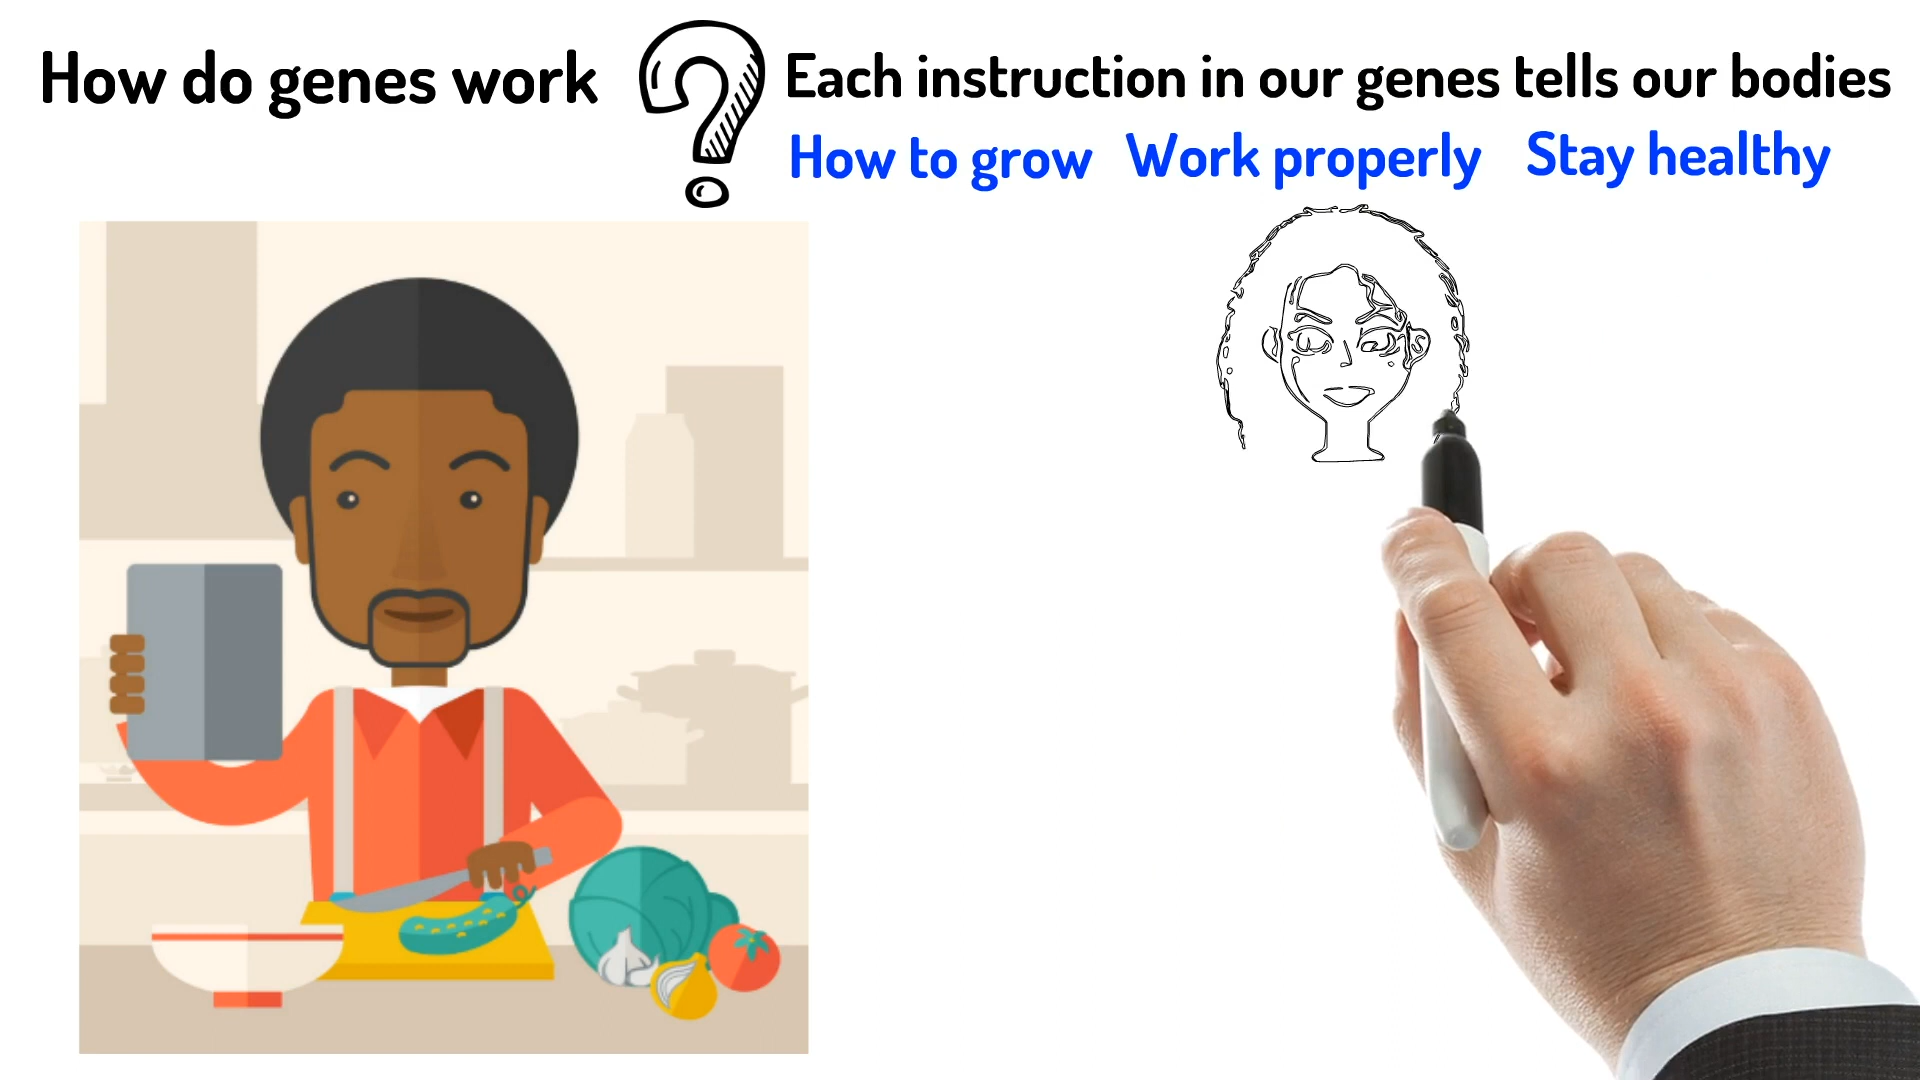 How do genes work ?
Each instruction in our genes tells our bodies
How to grow Work properly Stay healthy